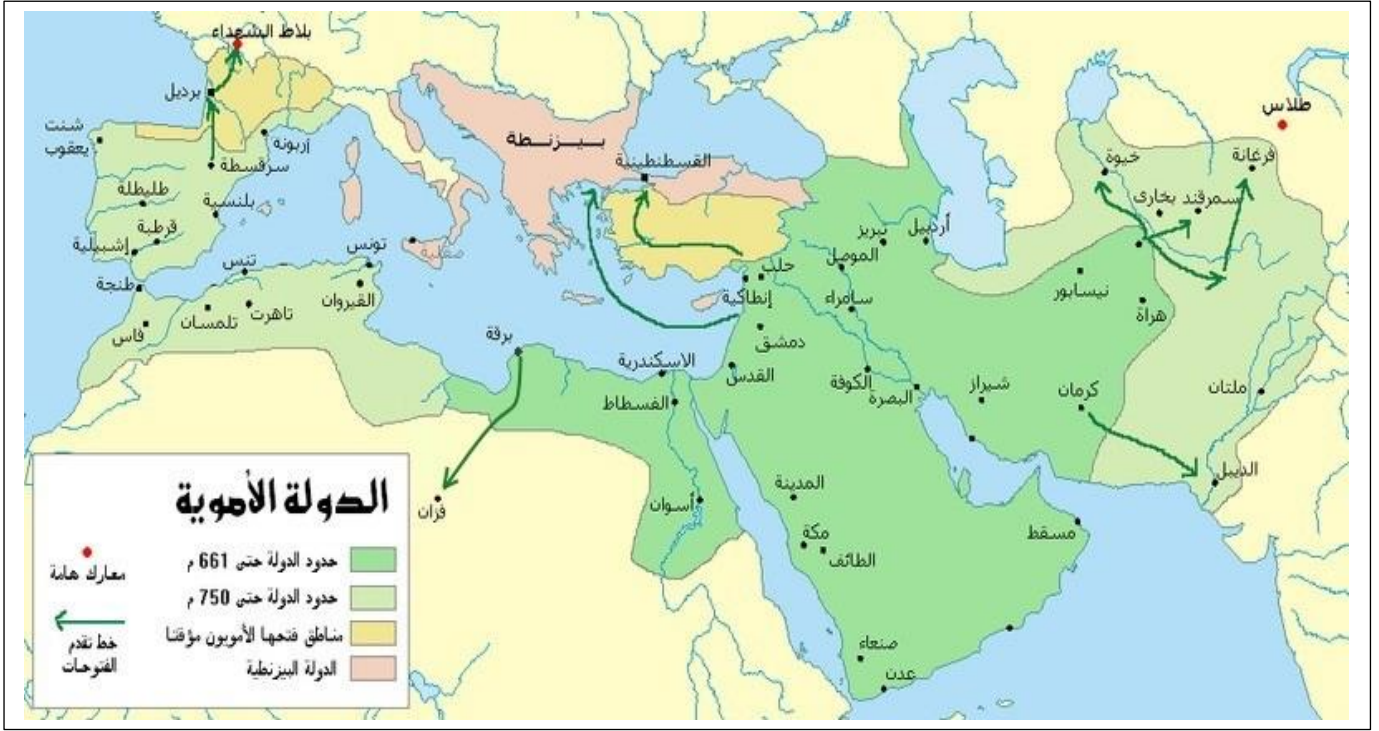 بلاط الشهداء
برديل
شنت
يعقوب
أربونه
سرقسطة
طليطلة
بلنسية
قرطبة
إشبيلية
طنجة
تنس
تونس
القيروان
تاهرت
تلمسان
فاس
صقلية
بـيـزنـطة
القسطنطينية
طلاس
فرغانة
خيوة
سمرقند
بخارى
أردبيل
تبريز
الموصل
حلب
إنطاكية
سامراء
نيسابور
هراة
دمشق
برقة
الاسكندرية
القدس
الكوفة
البصرة
شيراز
كرمان
ملتان
الفسطاط
الديبل
فزان
أسوان
المدينة
مكة
الطائف
مسقط
صنعاء
عدن
الدولة الأموية
حدود الدولة حتى 661 م
حدود الدولة حتى 750 م
مناطق فتحها الأمويون مؤقتا
الدولة البيزنطية
معارك هامة
خط تقدم
الفتوحات